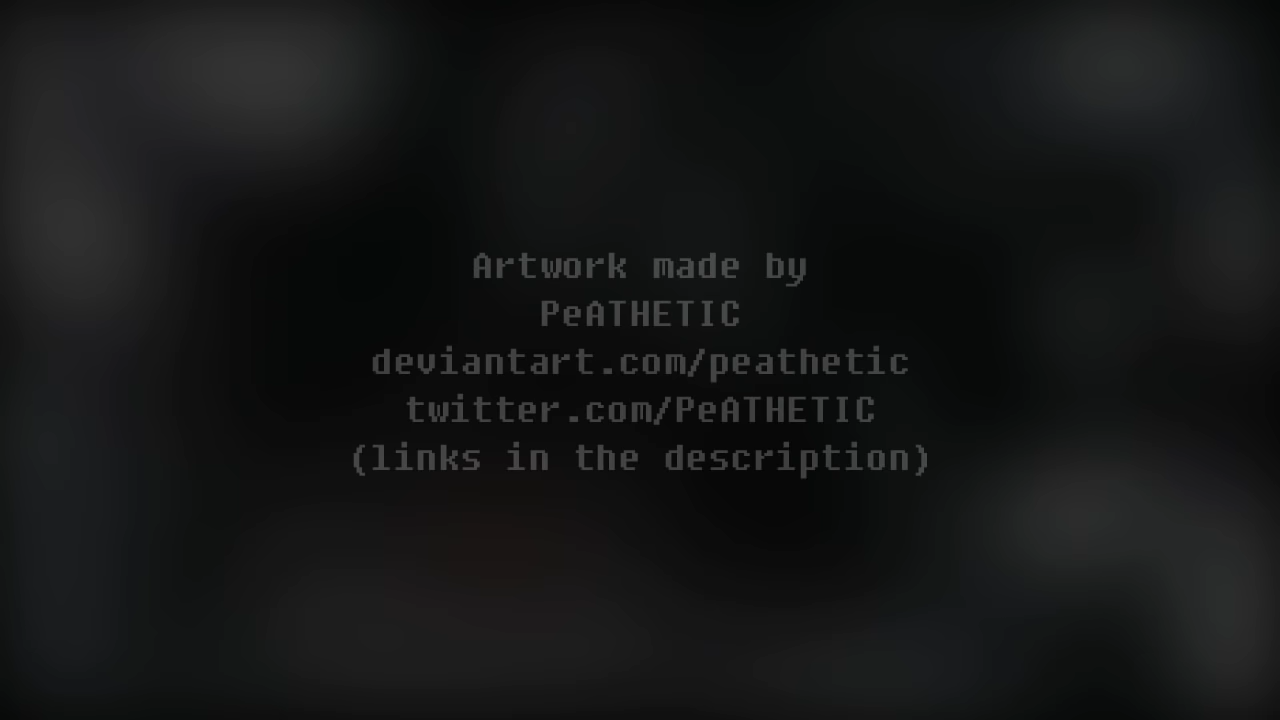 Artwork made by
PeATHETIC
deviantart.com/peathetic
twitter.com/PeATHETIC
(links in the description)